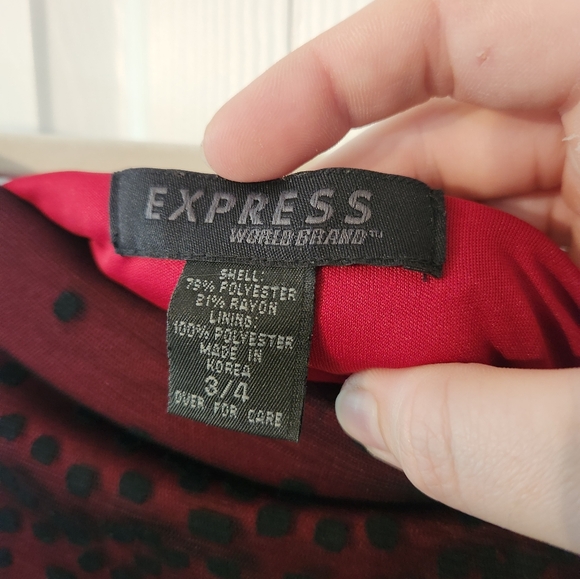 EXPRESS
WORLD BRAND™
SHELL:
79% POLYESTER
21% RAYON
LINING:
100% POLYESTER
MADE IN
KOREA
3/4
OVER FOR CARE